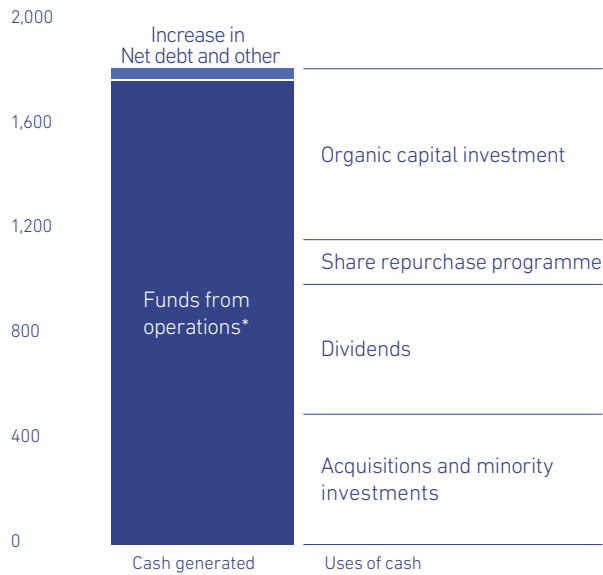 2,000
Increase in
Net debt and other
1,600
Organic capital investment
1,200
Share repurchase programme
Funds from
operations*
800
Dividends
400
Acquisitions and minority
investments
0
Cash generated
Uses of cash